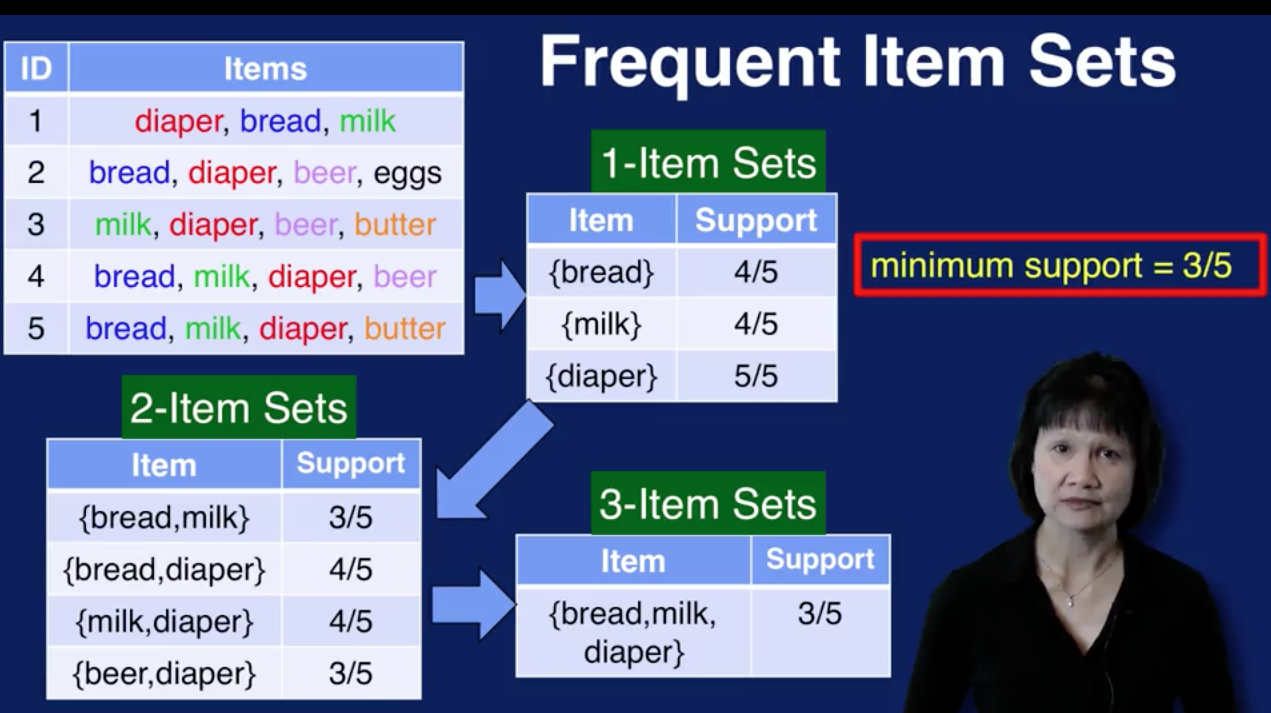 Frequent Item Sets
ID Items
1 diaper, bread, milk
2 bread, diaper, beer, eggs
3 milk, diaper, beer, butter
4 bread, milk, diaper, beer
5 bread, milk, diaper, butter
1-Item Sets
Item Support
{bread} 4/5
{milk} 4/5
{diaper} 5/5
minimum support = 3/5
2-Item Sets
Item Support
{bread,milk} 3/5
{bread,diaper} 4/5
{milk,diaper} 4/5
{beer,diaper} 3/5
3-Item Sets
Item Support
{bread,milk, 3/5
diaper}